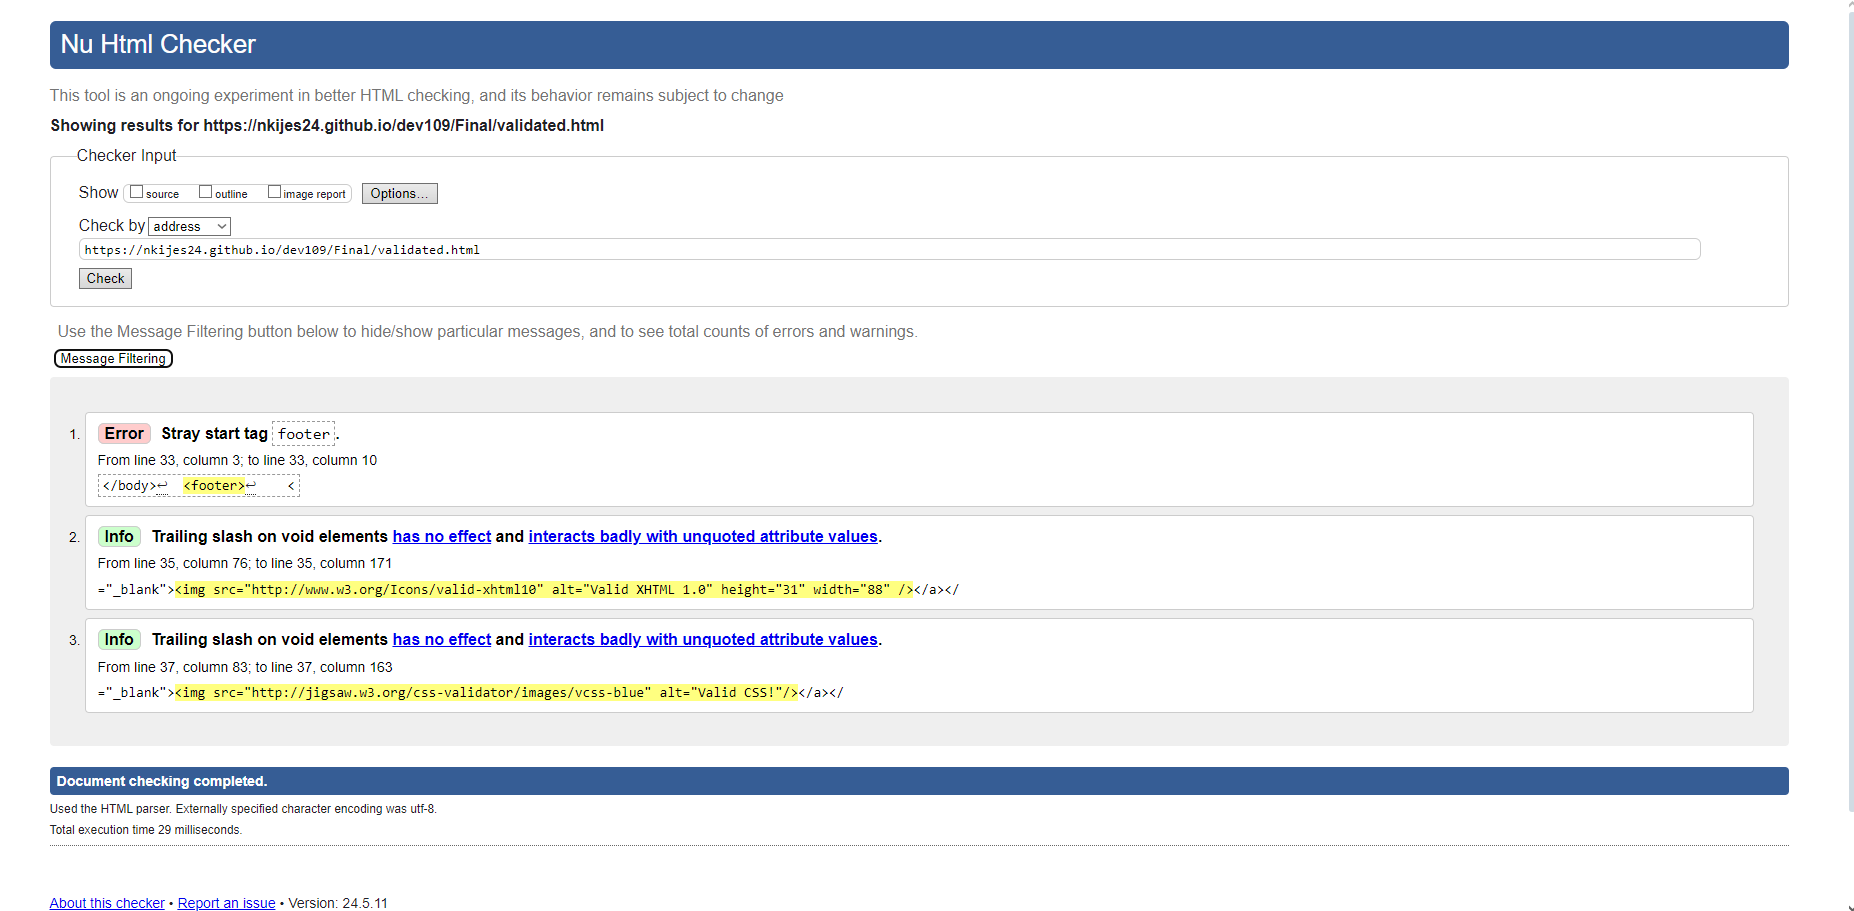 Nu Html Checker
This tool is an ongoing experiment in better HTML checking, and its behavior remains subject to change
Showing results for https://nkijes24.github.io/dev109/Final/validated.html
Checker Input
Show source outline image report Options...
Check by address
https://nkijes24.github.io/dev109/Final/validated.html
Check
Use the Message Filtering button below to hide/show particular messages, and to see total counts of errors and warnings.
Message Filtering
1. Error Stray start tag footer.
From line 33, column 3; to line 33, column 10
</body>↩ <footer>↩ <
2. Info Trailing slash on void elements has no effect and interacts badly with unquoted attribute values.
From line 35, column 76; to line 35, column 171
="_blank"><img src="http://www.w3.org/Icons/valid-xhtml10" alt="Valid XHTML 1.0" height="31" width="88" /></a></
3. Info Trailing slash on void elements has no effect and interacts badly with unquoted attribute values.
From line 37, column 83; to line 37, column 163
="_blank"><img src="http://jigsaw.w3.org/css-validator/images/vcss-blue" alt="Valid CSS!"/></a></
Document checking completed.
Used the HTML parser. Externally specified character encoding was utf-8.
Total execution time 29 milliseconds.
About this checker • Report an issue • Version: 24.5.11